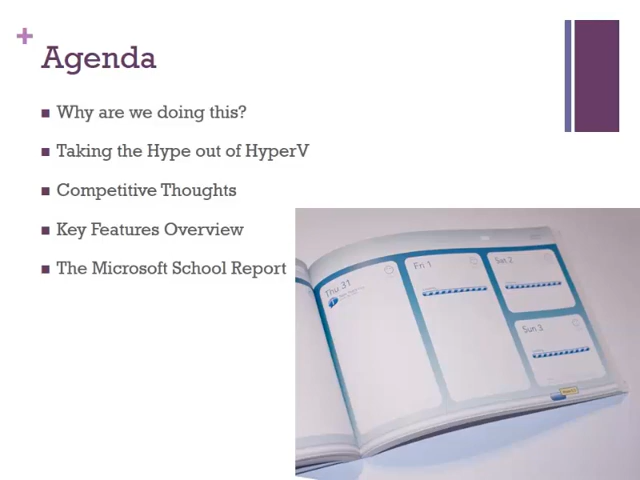 +
Agenda
Why are we doing this?
Taking the Hype out of HyperV
Competitive Thoughts
Key Features Overview
The Microsoft School Report
Thu 31
Fri 1
Sat 2
Sun 3